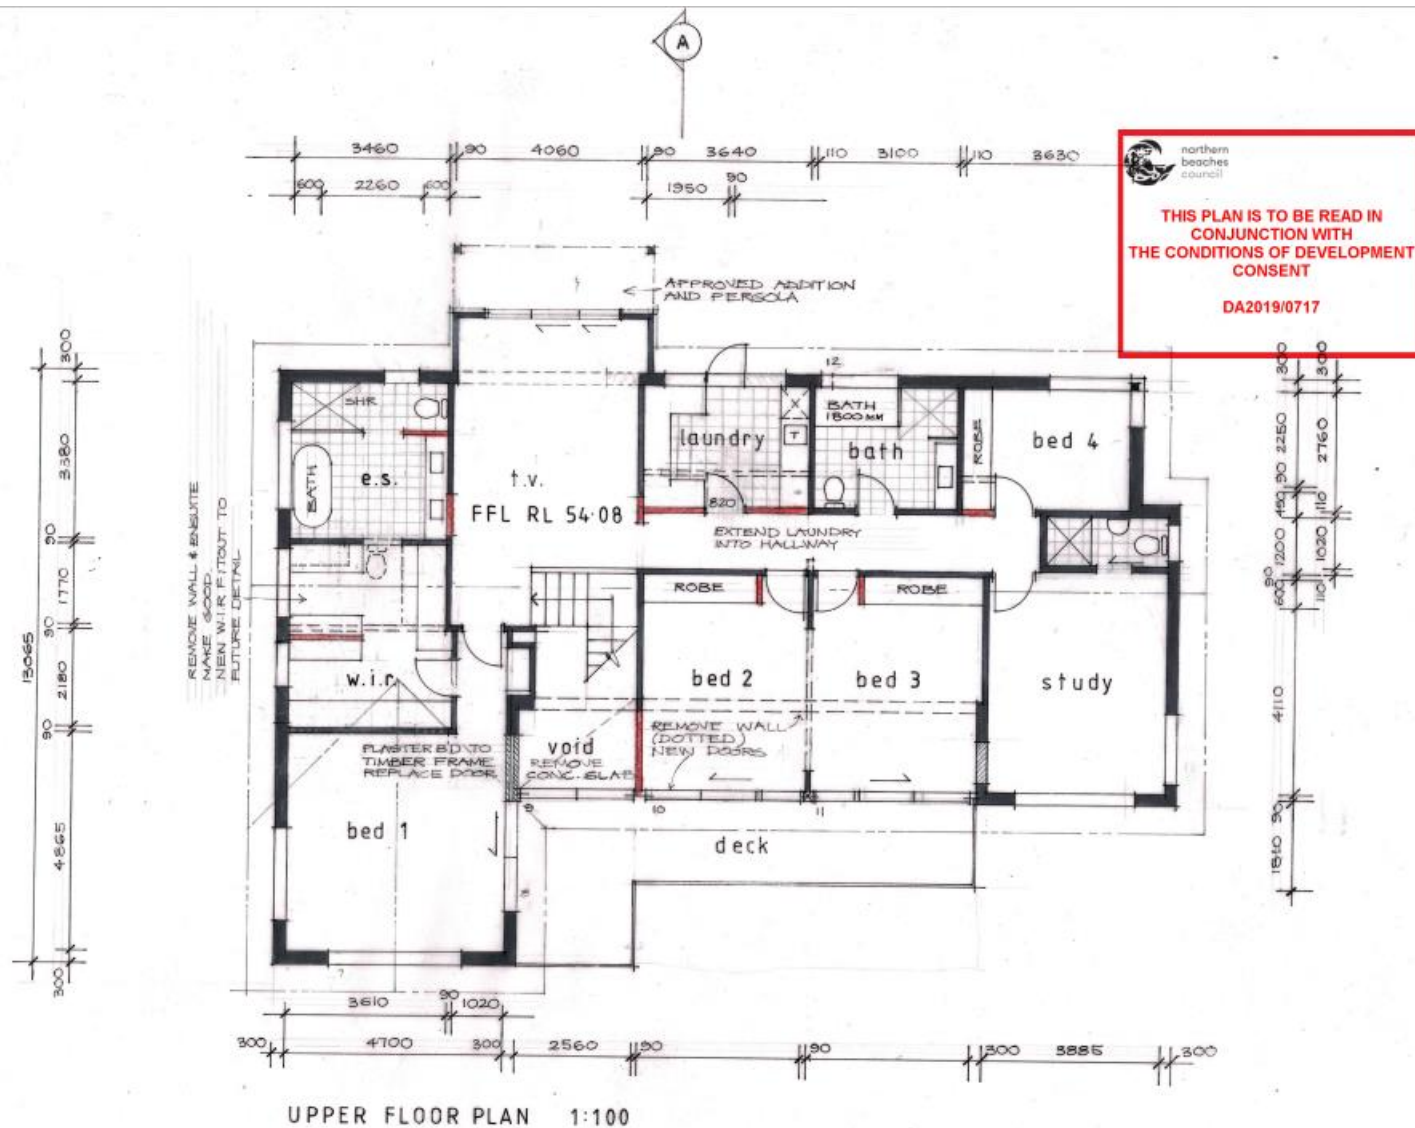 A
3460 90 4060 90 3640 110 3100 110 3630
600 2260 600 1950 90
northern
beaches
council
THIS PLAN IS TO BE READ IN
CONJUNCTION WITH
THE CONDITIONS OF DEVELOPMENT
CONSENT
DA2019/0717
APPROVED ADDITION
AND PERGOLA
12
SHR
BATH
e.s.
t.v.
FFL RL 54·08
laundry
T
820
BATH
1800 MM
bath
ROBE
bed 4
EXTEND LAUNDRY
INTO HALLWAY
REMOVE WALL & ENSUITE
MAKE GOOD.
NEW W.I.R FITOUT TO
FUTURE DETAIL
ROBE
ROBE
w.i.r.
bed 2
bed 3
study
PLASTER B'D TO
TIMBER FRAME
REPLACE DOOR
void
REMOVE
CONC. SLAB
REMOVE WALL
(DOTTED)
NEW DOORS
9
10
11
8
7
bed 1
deck
300
3380
90
1770
90
2180
90
4865
300
13065
300
2250
90
490
1200
90
600
4110
90
1810
300
2760
110
1020
110
3610 90 1020
300 4700 300 2560 90 90 300 3885 300
UPPER FLOOR PLAN 1:100